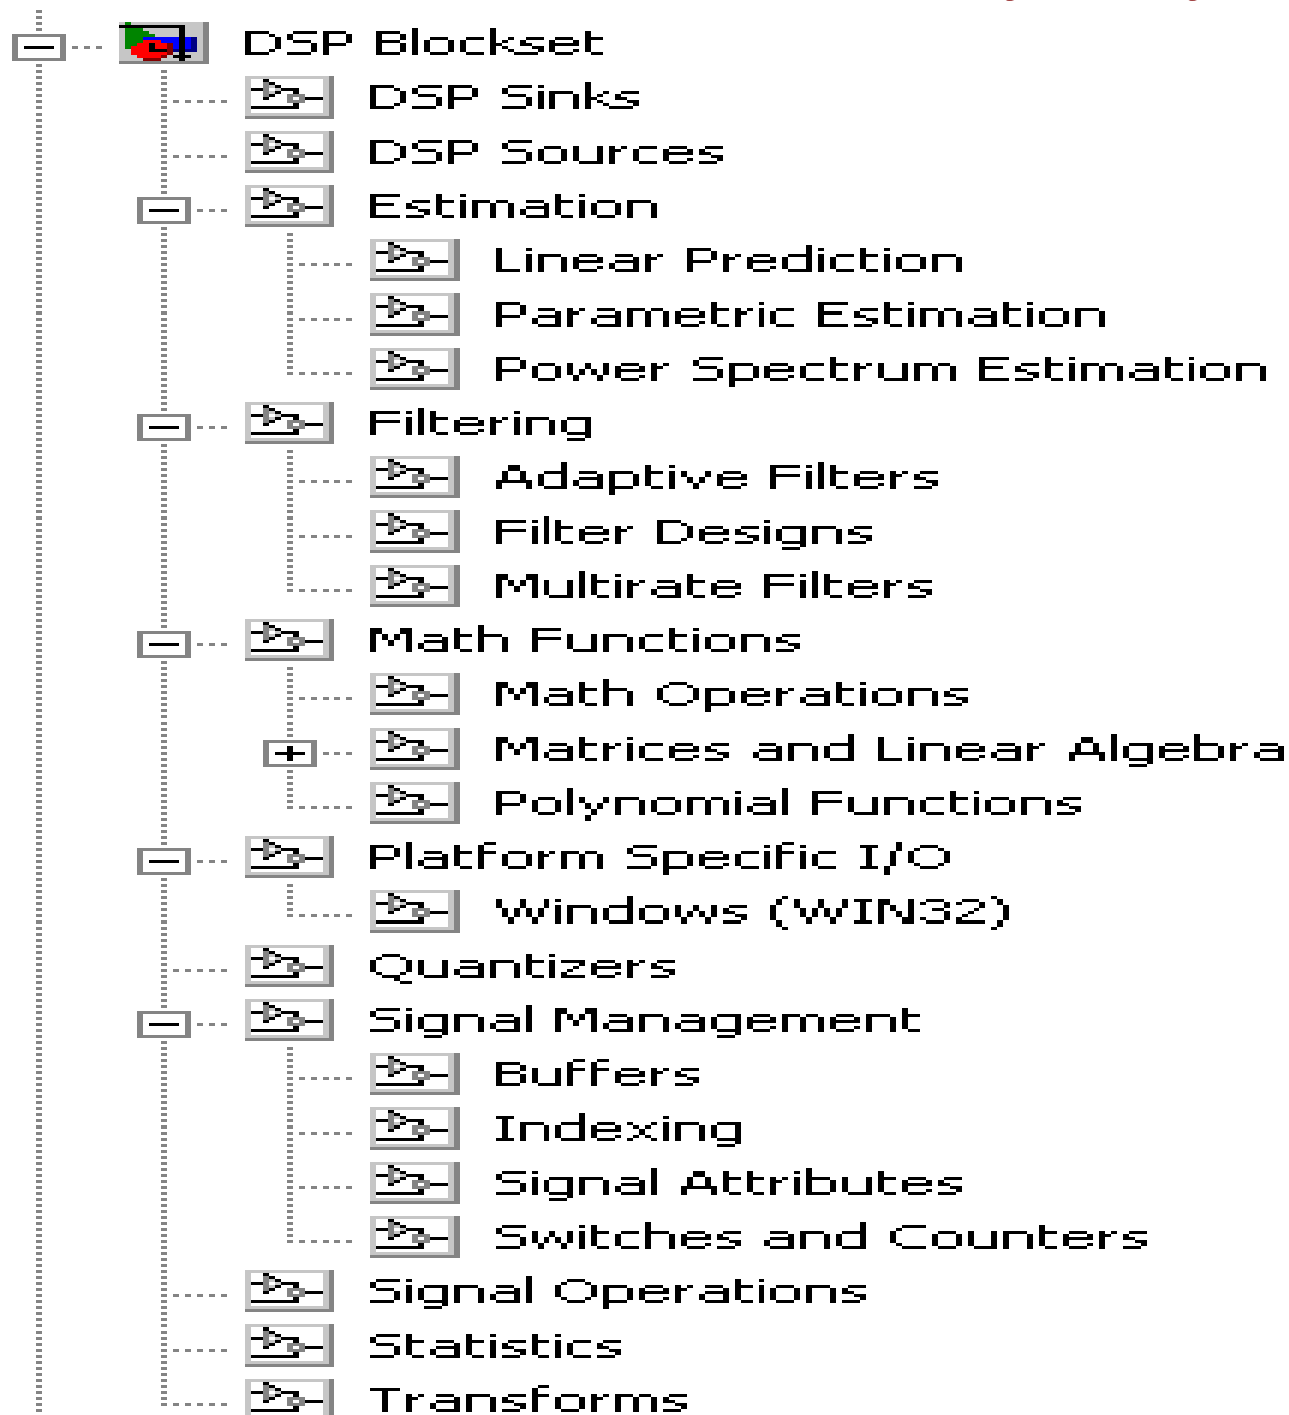 DSP Blockset
DSP Sinks
DSP Sources
Estimation
Linear Prediction
Parametric Estimation
Power Spectrum Estimation
Filtering
Adaptive Filters
Filter Designs
Multirate Filters
Math Functions
Math Operations
Matrices and Linear Algebra
Polynomial Functions
Platform Specific I/O
Windows (WIN32)
Quantizers
Signal Management
Buffers
Indexing
Signal Attributes
Switches and Counters
Signal Operations
Statistics
Transforms